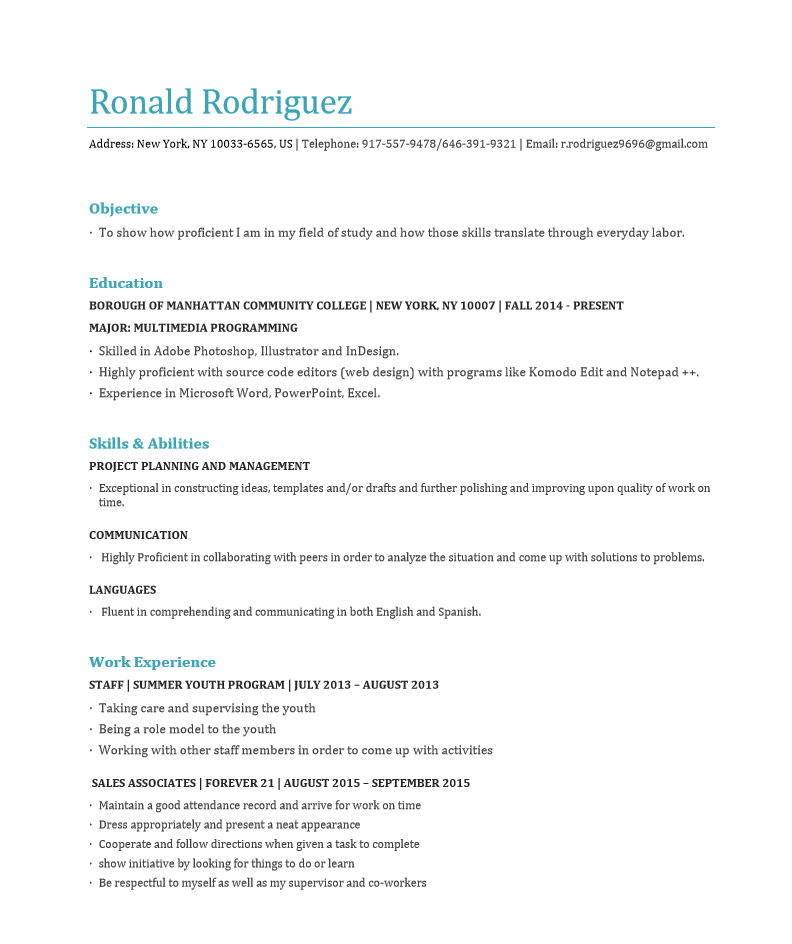 Ronald Rodriguez
Address: New York, NY 10033-6565, US | Telephone: 917-557-9478/646-391-9321 | Email: r.rodriguez9696@gmail.com
Objective
· To show how proficient I am in my field of study and how those skills translate through everyday labor.
Education
BOROUGH OF MANHATTAN COMMUNITY COLLEGE | NEW YORK, NY 10007 | FALL 2014 - PRESENT
MAJOR: MULTIMEDIA PROGRAMMING
· Skilled in Adobe Photoshop, Illustrator and InDesign.
· Highly proficient with source code editors (web design) with programs like Komodo Edit and Notepad ++.
· Experience in Microsoft Word, PowerPoint, Excel.
Skills & Abilities
PROJECT PLANNING AND MANAGEMENT
· Exceptional in constructing ideas, templates and/or drafts and further polishing and improving upon quality of work on
time.
COMMUNICATION
· Highly Proficient in collaborating with peers in order to analyze the situation and come up with solutions to problems.
LANGUAGES
· Fluent in comprehending and communicating in both English and Spanish.
Work Experience
STAFF | SUMMER YOUTH PROGRAM | JULY 2013 – AUGUST 2013
· Taking care and supervising the youth
· Being a role model to the youth
· Working with other staff members in order to come up with activities
SALES ASSOCIATES | FOREVER 21 | AUGUST 2015 – SEPTEMBER 2015
· Maintain a good attendance record and arrive for work on time
· Dress appropriately and present a neat appearance
· Cooperate and follow directions when given a task to complete
· show initiative by looking for things to do or learn
· Be respectful to myself as well as my supervisor and co-workers